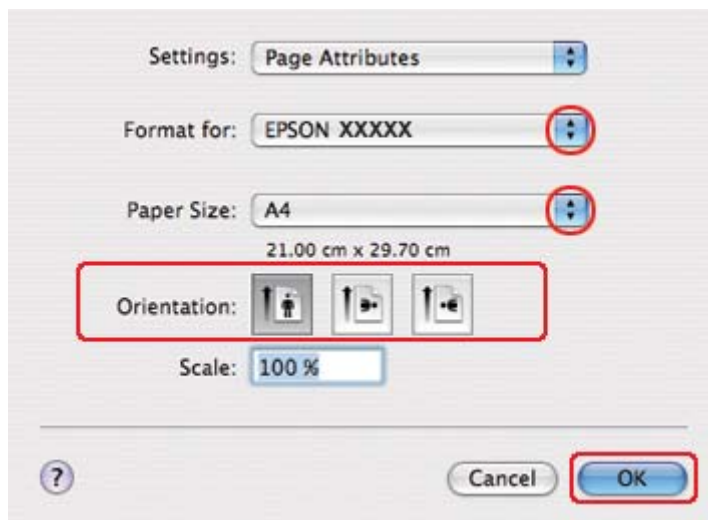 Settings: Page Attributes
Format for: EPSON XXXXX
Paper Size: A4
21.00 cm x 29.70 cm
Orientation:
Scale: 100 %
? Cancel OK